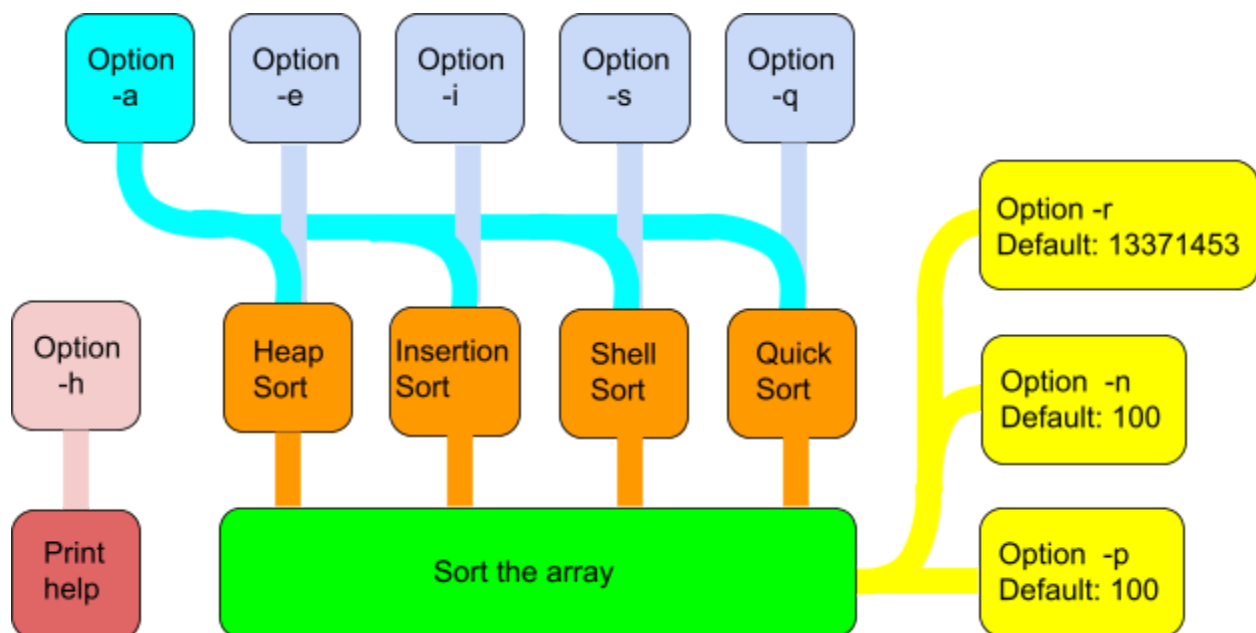 Option
-a
Option
-e
Option
-i
Option
-s
Option
-q
Option -r
Default: 13371453
Option
-h
Heap
Sort
Insertion
Sort
Shell
Sort
Quick
Sort
Option -n
Default: 100
Print
help
Sort the array
Option -p
Default: 100